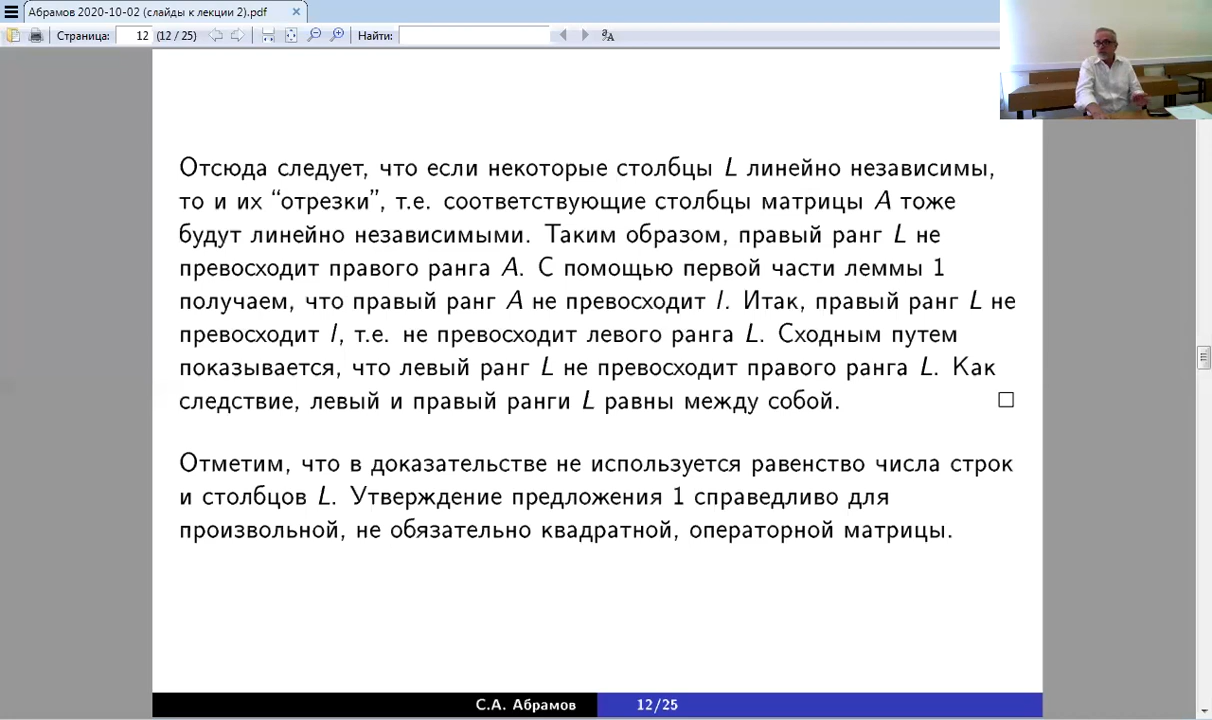 Абрамов 2020-10-02 (слайды к лекции 2).pdf
Страница: 12 (12 / 25) Найти:
Отсюда следует, что если некоторые столбцы L линейно независимы,
то и их “отрезки”, т.е. соответствующие столбцы матрицы A тоже
будут линейно независимыми. Таким образом, правый ранг L не
превосходит правого ранга A. С помощью первой части леммы 1
получаем, что правый ранг A не превосходит l. Итак, правый ранг L не
превосходит l, т.е. не превосходит левого ранга L. Сходным путем
показывается, что левый ранг L не превосходит правого ранга L. Как
следствие, левый и правый ранги L равны между собой. □
Отметим, что в доказательстве не используется равенство числа строк
и столбцов L. Утверждение предложения 1 справедливо для
произвольной, не обязательно квадратной, операторной матрицы.
С.А. Абрамов 12/25